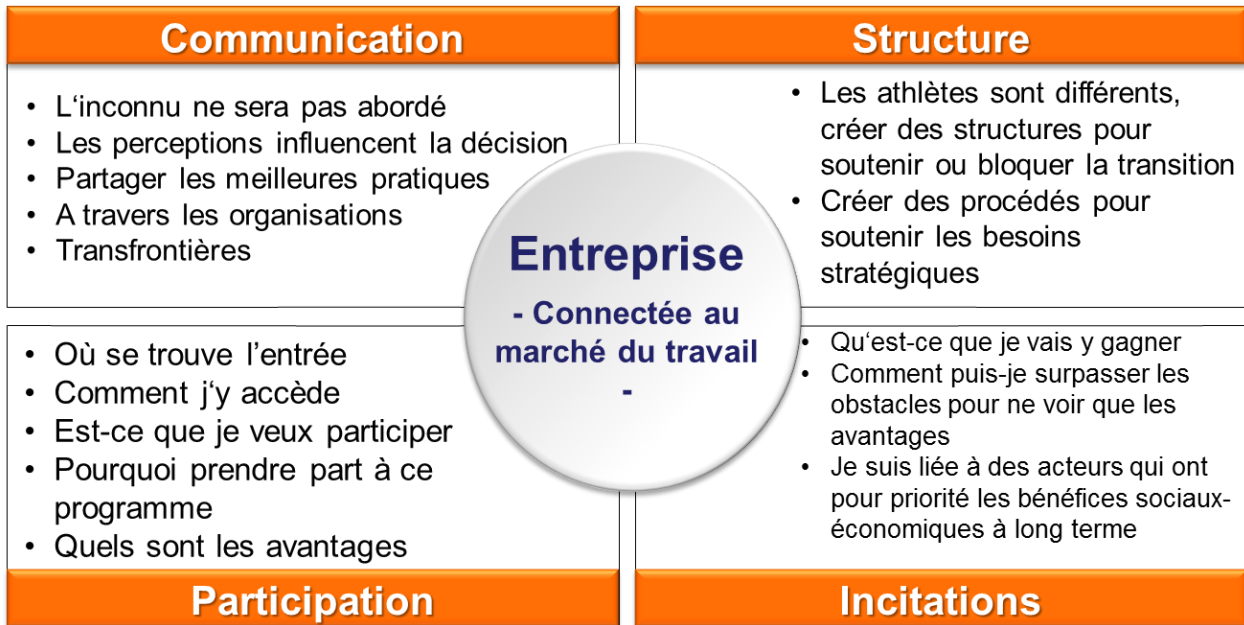 Communication
• L‘inconnu ne sera pas abordé
• Les perceptions influencent la décision
• Partager les meilleures pratiques
• A travers les organisations
• Transfrontières
Structure
• Les athlètes sont différents,
créer des structures pour
soutenir ou bloquer la transition
• Créer des procédés pour
soutenir les besoins
stratégiques
Entreprise
- Connectée au
marché du travail
-
• Où se trouve l’entrée
• Comment j‘y accède
• Est-ce que je veux participer
• Pourquoi prendre part à ce
programme
• Quels sont les avantages
Participation
• Qu‘est-ce que je vais y gagner
• Comment puis-je surpasser les
obstacles pour ne voir que les
avantages
• Je suis liée à des acteurs qui ont
pour priorité les bénéfices sociaux-
économiques à long terme
Incitations